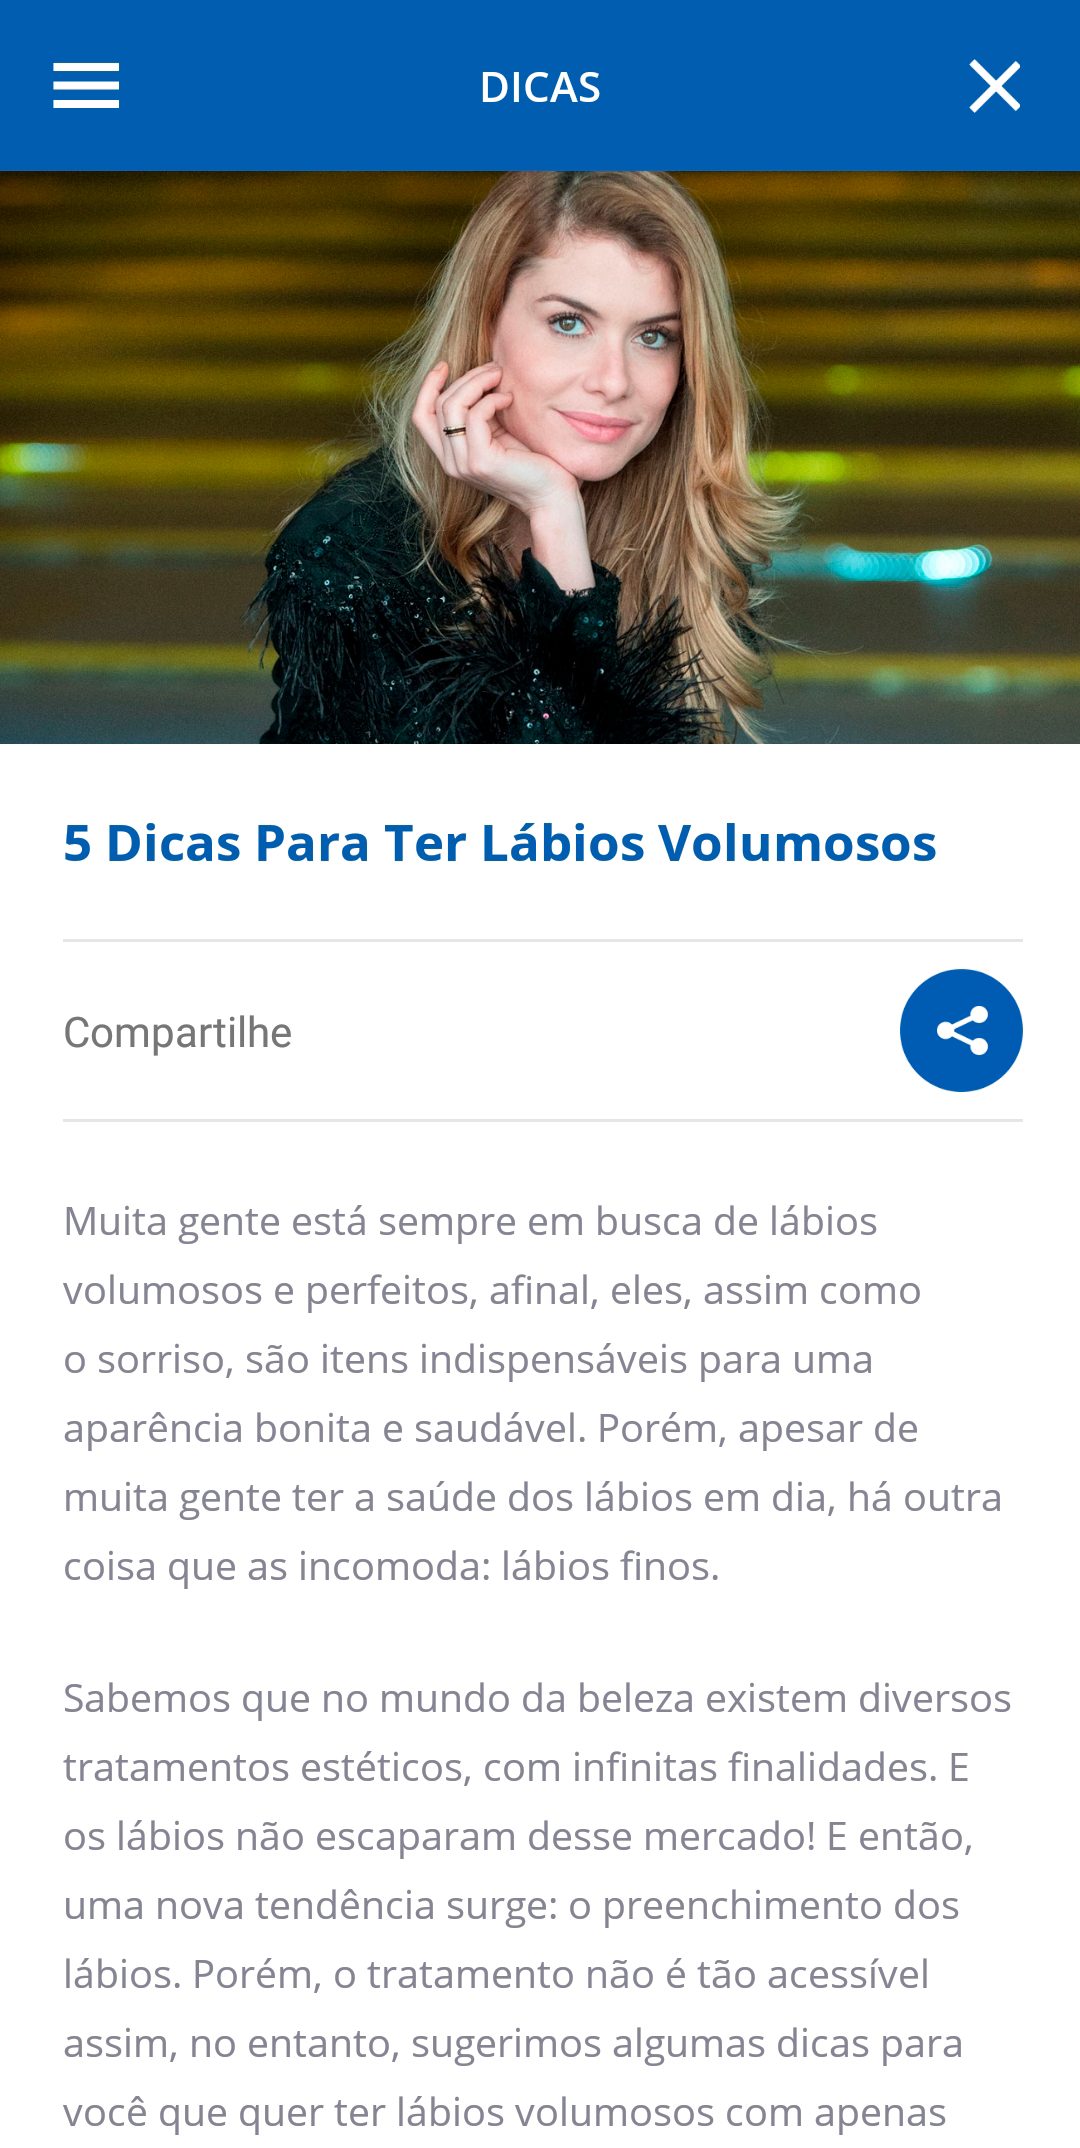 DICAS
5 Dicas Para Ter Lábios Volumosos
Compartilhe
Muita gente está sempre em busca de lábios
volumosos e perfeitos, afinal, eles, assim como
o sorriso, são itens indispensáveis para uma
aparência bonita e saudável. Porém, apesar de
muita gente ter a saúde dos lábios em dia, há outra
coisa que as incomoda: lábios finos.
Sabemos que no mundo da beleza existem diversos
tratamentos estéticos, com infinitas finalidades. E
os lábios não escaparam desse mercado! E então,
uma nova tendência surge: o preenchimento dos
lábios. Porém, o tratamento não é tão acessível
assim, no entanto, sugerimos algumas dicas para
você que quer ter lábios volumosos com apenas